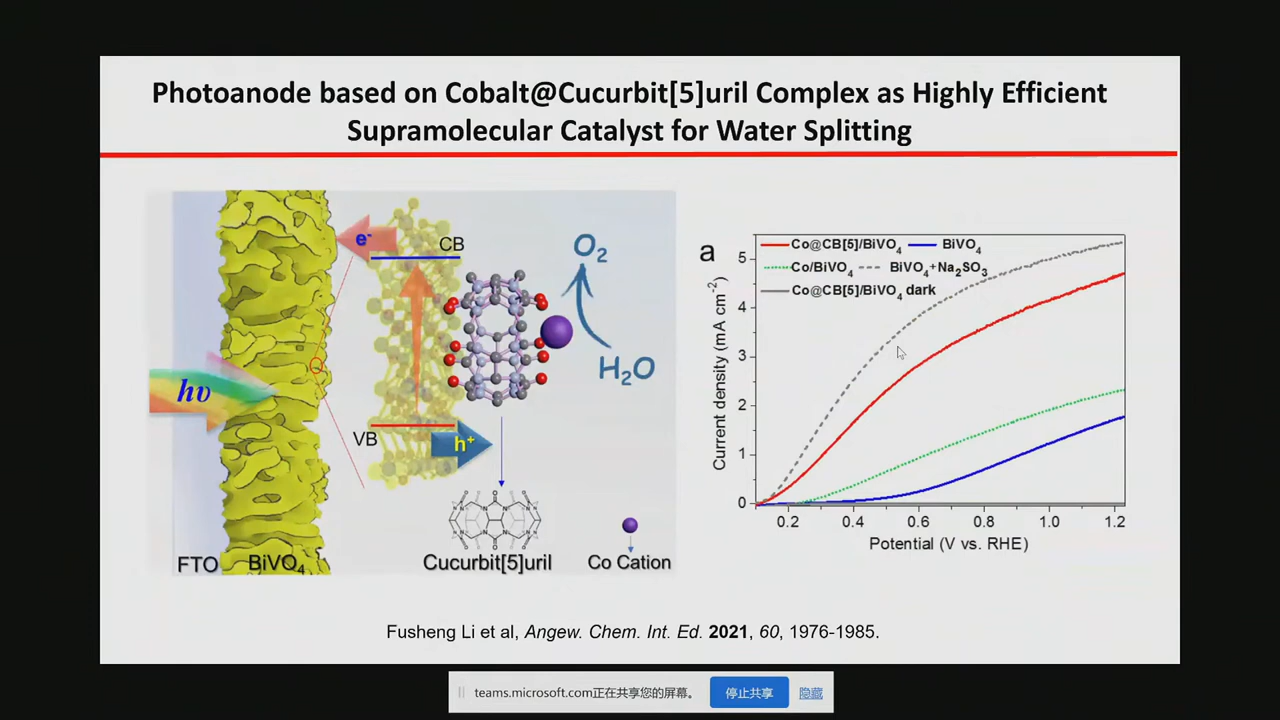 Photoanode based on Cobalt@Cucurbit[5]uril Complex as Highly Efficient
Supramolecular Catalyst for Water Splitting
e-
CB
O2
H2O
hυ
VB
h+
FTO
BiVO4
Cucurbit[5]uril
Co Cation
a
Co@CB[5]/BiVO4
BiVO4
Co/BiVO4
BiVO4+Na2SO3
Co@CB[5]/BiVO4 dark
Current density (mA cm-2)
5
4
3
2
1
0
0.2 0.4 0.6 0.8 1.0 1.2
Potential (V vs. RHE)
Fusheng Li et al, Angew. Chem. Int. Ed. 2021, 60, 1976-1985.
teams.microsoft.com正在共享您的屏幕。 停止共享 隐藏